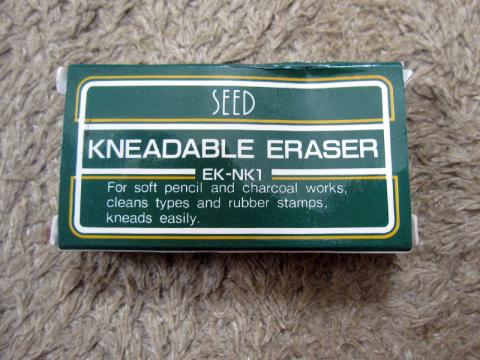 SEED
KNEADABLE ERASER
EK-NK1
For soft pencil and charcoal works,
cleans types and rubber stamps,
kneads easily.